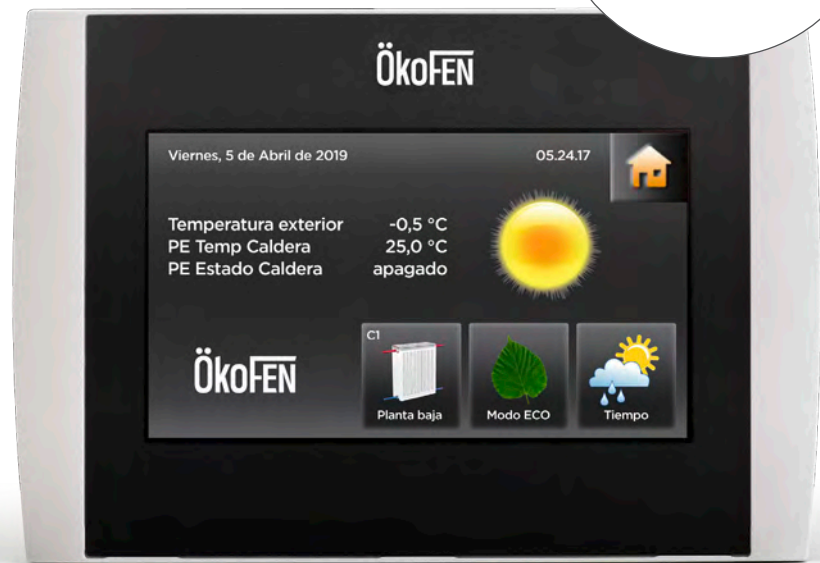 ÖkoFEN
Viernes, 5 de Abril de 2019 05.24.17
Temperatura exterior -0,5 °C
PE Temp Caldera 25,0 °C
PE Estado Caldera apagado
ÖkoFEN
C1
Planta baja
Modo ECO
Tiempo